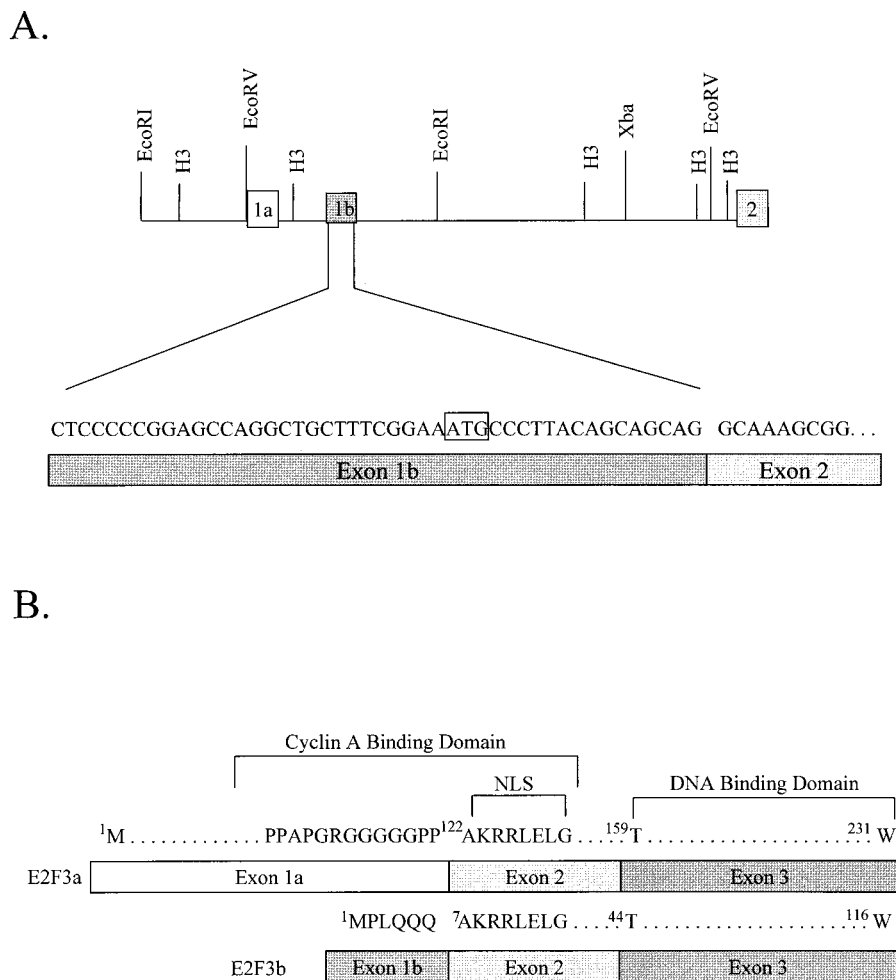 A.
EcoRI H3 EcoRV H3 EcoRI H3 Xba H3 EcoRV H3
1a 1b 2
CTCCCCCGGAGCCAGGCTGCTTTCGGAAATGCCCTTACAGCAGCAG GCAAAGCGG...
Exon 1b Exon 2
B.
Cyclin A Binding Domain
NLS DNA Binding Domain
¹M.............PPAPGRGGGGGPP¹²²AKRRLELG......¹⁵⁹T......................²³¹W
E2F3a Exon 1a Exon 2 Exon 3
¹MPLQQQ ⁷AKRRLELG......⁴⁴T......................¹¹⁶W
E2F3b Exon 1b Exon 2 Exon 3